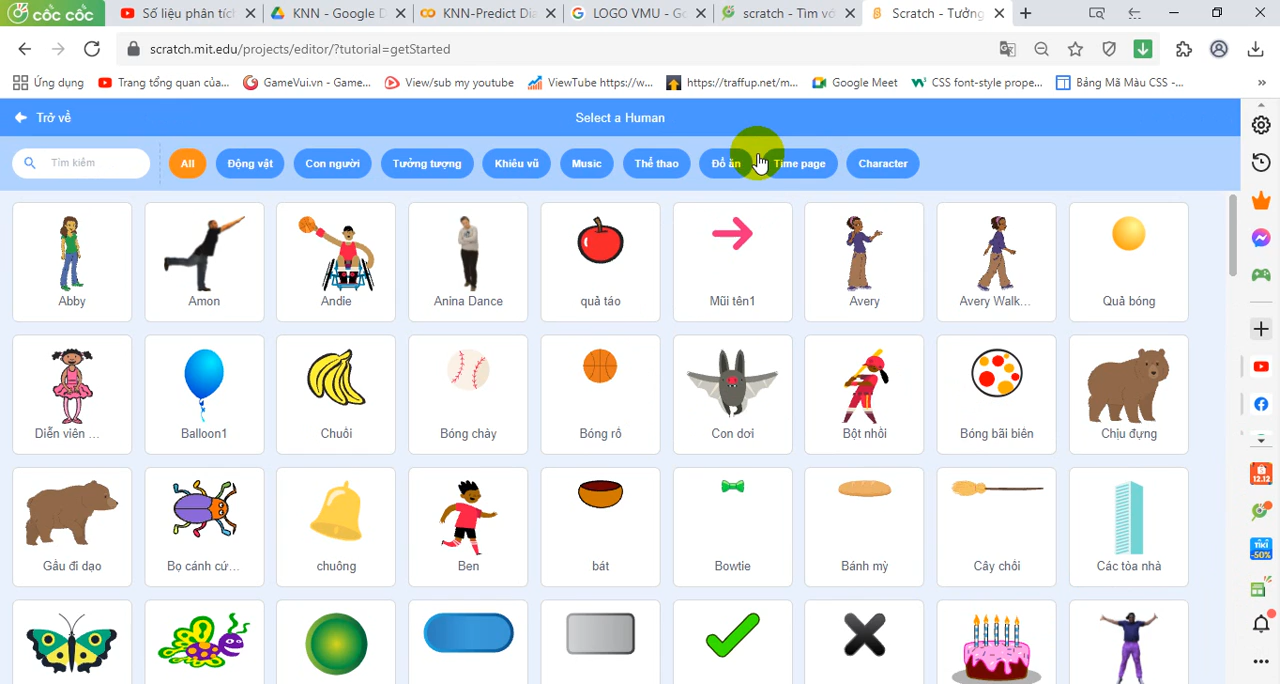 cốc cốc
Số liệu phân tích
KNN - Google D
KNN-Predict Dia
LOGO VMU - Go
scratch - Tìm vớ
Scratch - Tưởng
scratch.mit.edu/projects/editor/?tutorial=getStarted
Ứng dụng
Trang tổng quan của...
GameVui.vn - Game...
View/sub my youtube
ViewTube https://w...
https://traffup.net/m...
Google Meet
CSS font-style prope...
Bảng Mã Màu CSS -...
»
Trở về
Select a Human
Tìm kiếm
All
Động vật
Con người
Tưởng tượng
Khiêu vũ
Music
Thể thao
Đồ ăn
Time page
Character
Abby
Amon
Andie
Anina Dance
quả táo
Mũi tên1
Avery
Avery Walk...
Quả bóng
Diễn viên ...
Balloon1
Chuối
Bóng chày
Bóng rổ
Con dơi
Bột nhồi
Bóng bãi biên
Chịu đựng
Gấu đi dạo
Bọ cánh cứ...
chuông
Ben
bát
Bowtie
Bánh mỳ
Cây chổi
Các tòa nhà
12.12
TIKI
-50%